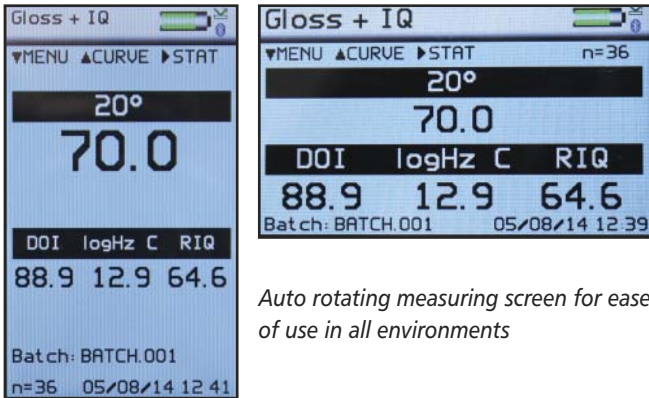 Gloss + IQ
▼MENU ▲CURVE ▶STAT
20°
70.0
DOI logHz C RIQ
88.9 12.9 64.6
Batch: BATCH.001
n=36 05/08/14 12 41
Gloss + IQ
▼MENU ▲CURVE ▶STAT n=36
20°
70.0
DOI logHz C RIQ
88.9 12.9 64.6
Batch: BATCH.001 05/08/14 12:39
Auto rotating measuring screen for ease
of use in all environments